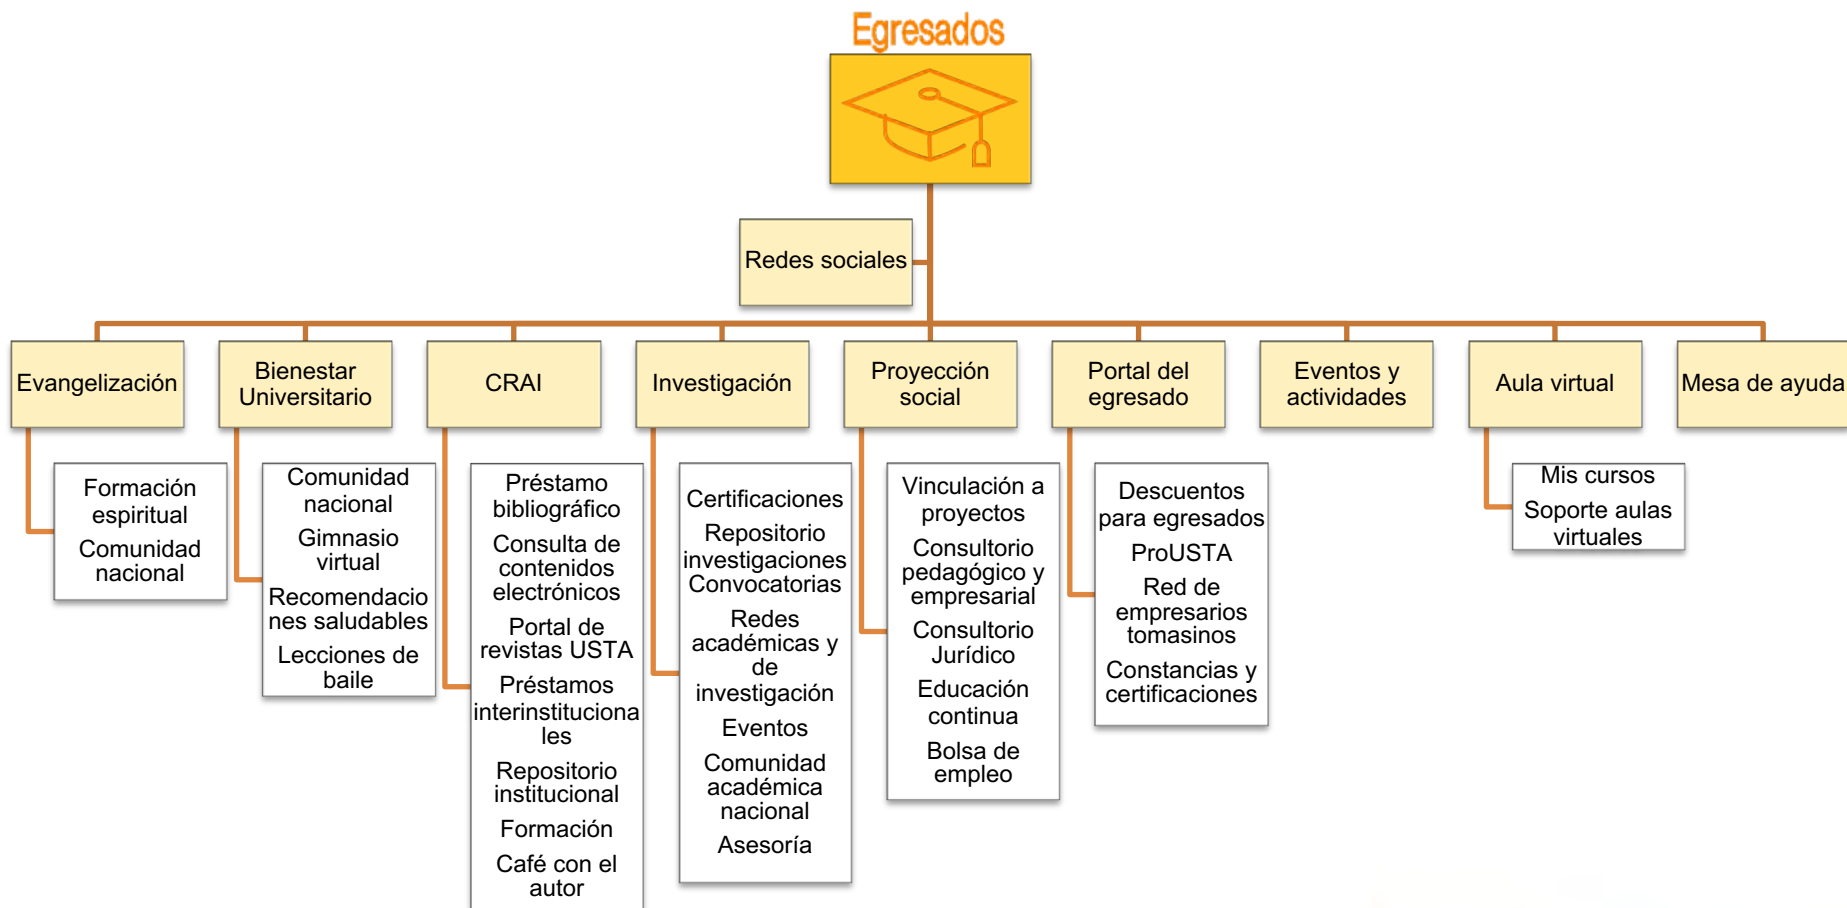 Egresados
Redes sociales
Evangelización
Formación
espiritual
Comunidad
nacional
Bienestar
Universitario
Comunidad
nacional
Gimnasio
virtual
Recomendacio
nes saludables
Lecciones de
baile
CRAI
Préstamo
bibliográfico
Consulta de
contenidos
electrónicos
Portal de
revistas USTA
Préstamos
interinstituciona
les
Repositorio
institucional
Formación
Café con el
autor
Investigación
Certificaciones
Repositorio
investigaciones
Convocatorias
Redes
académicas y
de
investigación
Eventos
Comunidad
académica
nacional
Asesoría
Proyección
social
Vinculación a
proyectos
Consultorio
pedagógico y
empresarial
Consultorio
Jurídico
Educación
continua
Bolsa de
empleo
Portal del
egresado
Descuentos
para egresados
ProUSTA
Red de
empresarios
tomasinos
Constancias y
certificaciones
Eventos y
actividades
Aula virtual
Mis cursos
Soporte aulas
virtuales
Mesa de ayuda